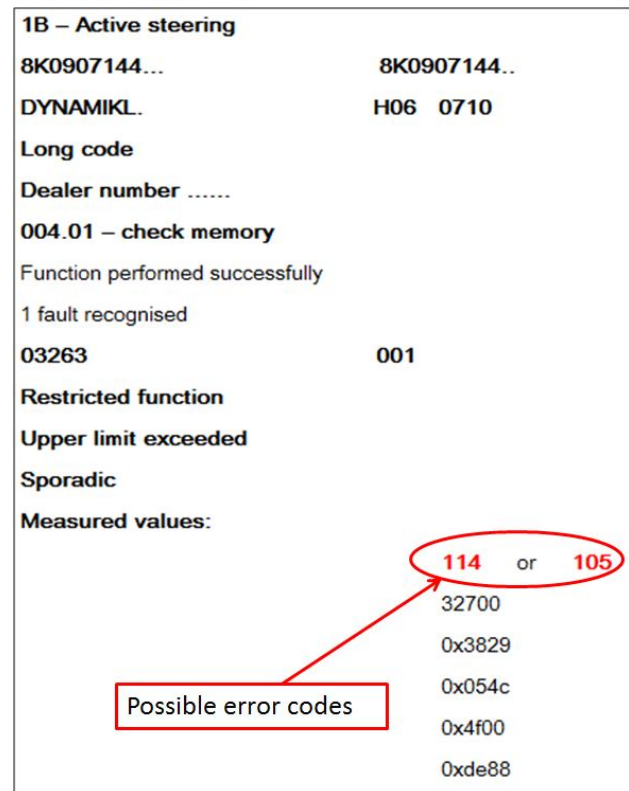 1B – Active steering
8K0907144... 8K0907144..
DYNAMIKL. H06 0710
Long code
Dealer number ......
004.01 – check memory
Function performed successfully
1 fault recognised
03263 001
Restricted function
Upper limit exceeded
Sporadic
Measured values:
114 or 105
32700
0x3829
0x054c
Possible error codes
0x4f00
0xde88